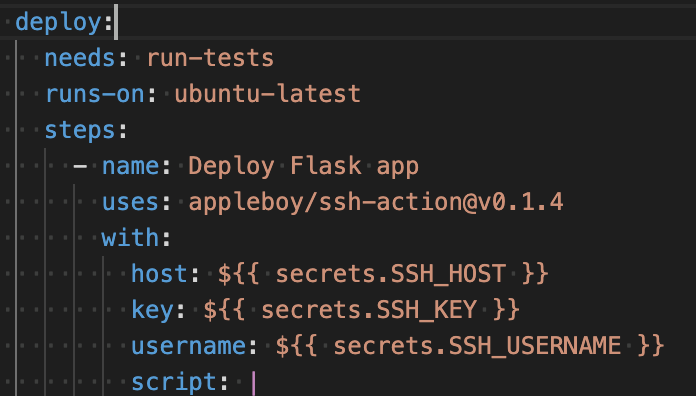 deploy:
needs: run-tests
runs-on: ubuntu-latest
steps:
- name: Deploy Flask app
uses: appleboy/ssh-action@v0.1.4
with:
host: ${{ secrets.SSH_HOST }}
key: ${{ secrets.SSH_KEY }}
username: ${{ secrets.SSH_USERNAME }}
script: |